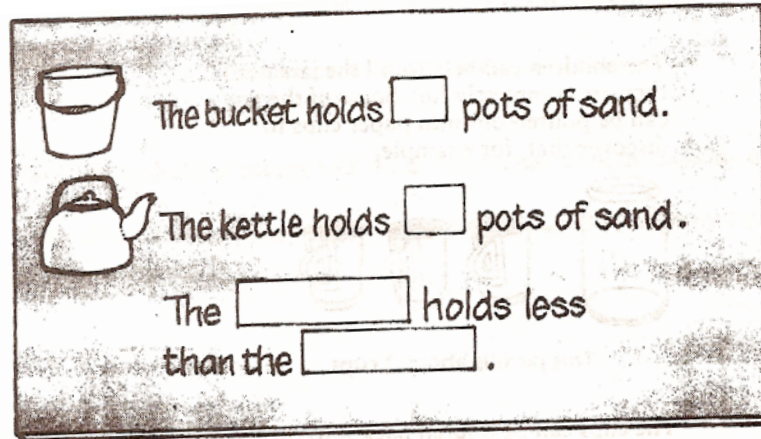 The bucket holds pots of sand.
The kettle holds pots of sand.
The holds less
than the .